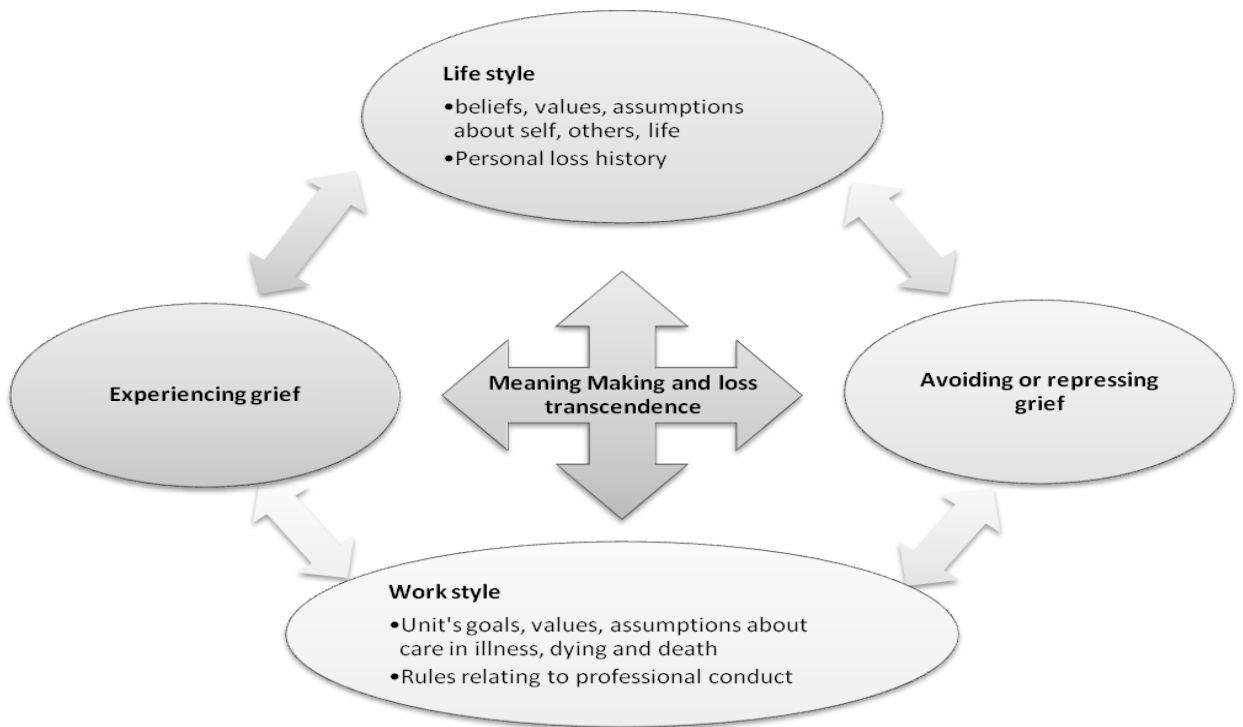 Life style
•beliefs, values, assumptions
about self, others, life
•Personal loss history
Experiencing grief
Meaning Making and loss
transcendence
Avoiding or repressing
grief
Work style
•Unit's goals, values, assumptions about
care in illness, dying and death
•Rules relating to professional conduct